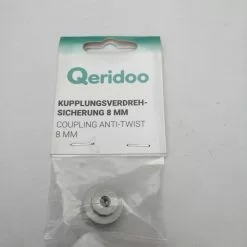 Qeridoo
KUPPLUNGSVERDREH-
SICHERUNG 8 MM
COUPLING ANTI-TWIST
8 MM